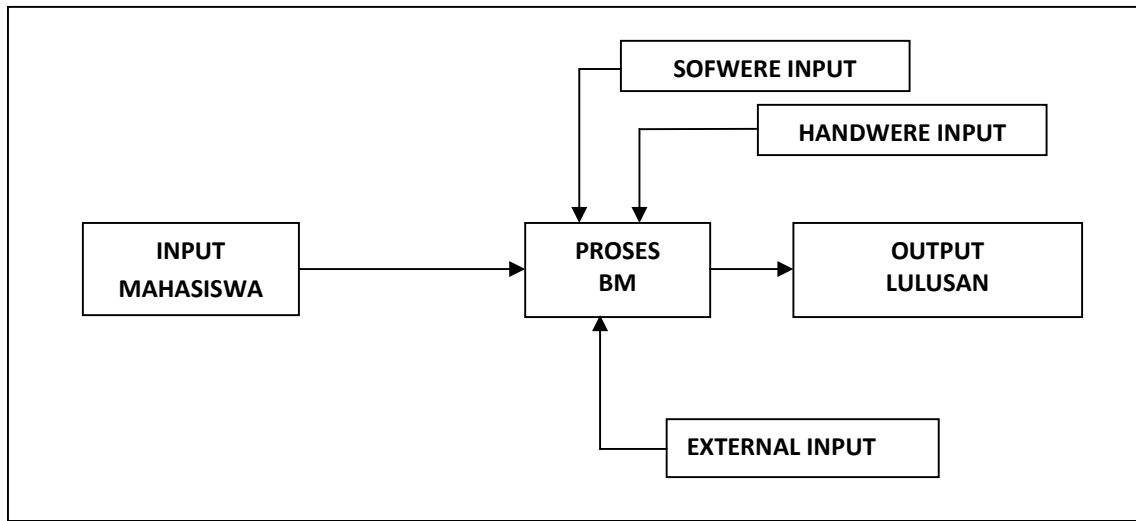 SOFWERE INPUT
HANDWERE INPUT
INPUT
MAHASISWA
PROSES
BM
OUTPUT
LULUSAN
EXTERNAL INPUT